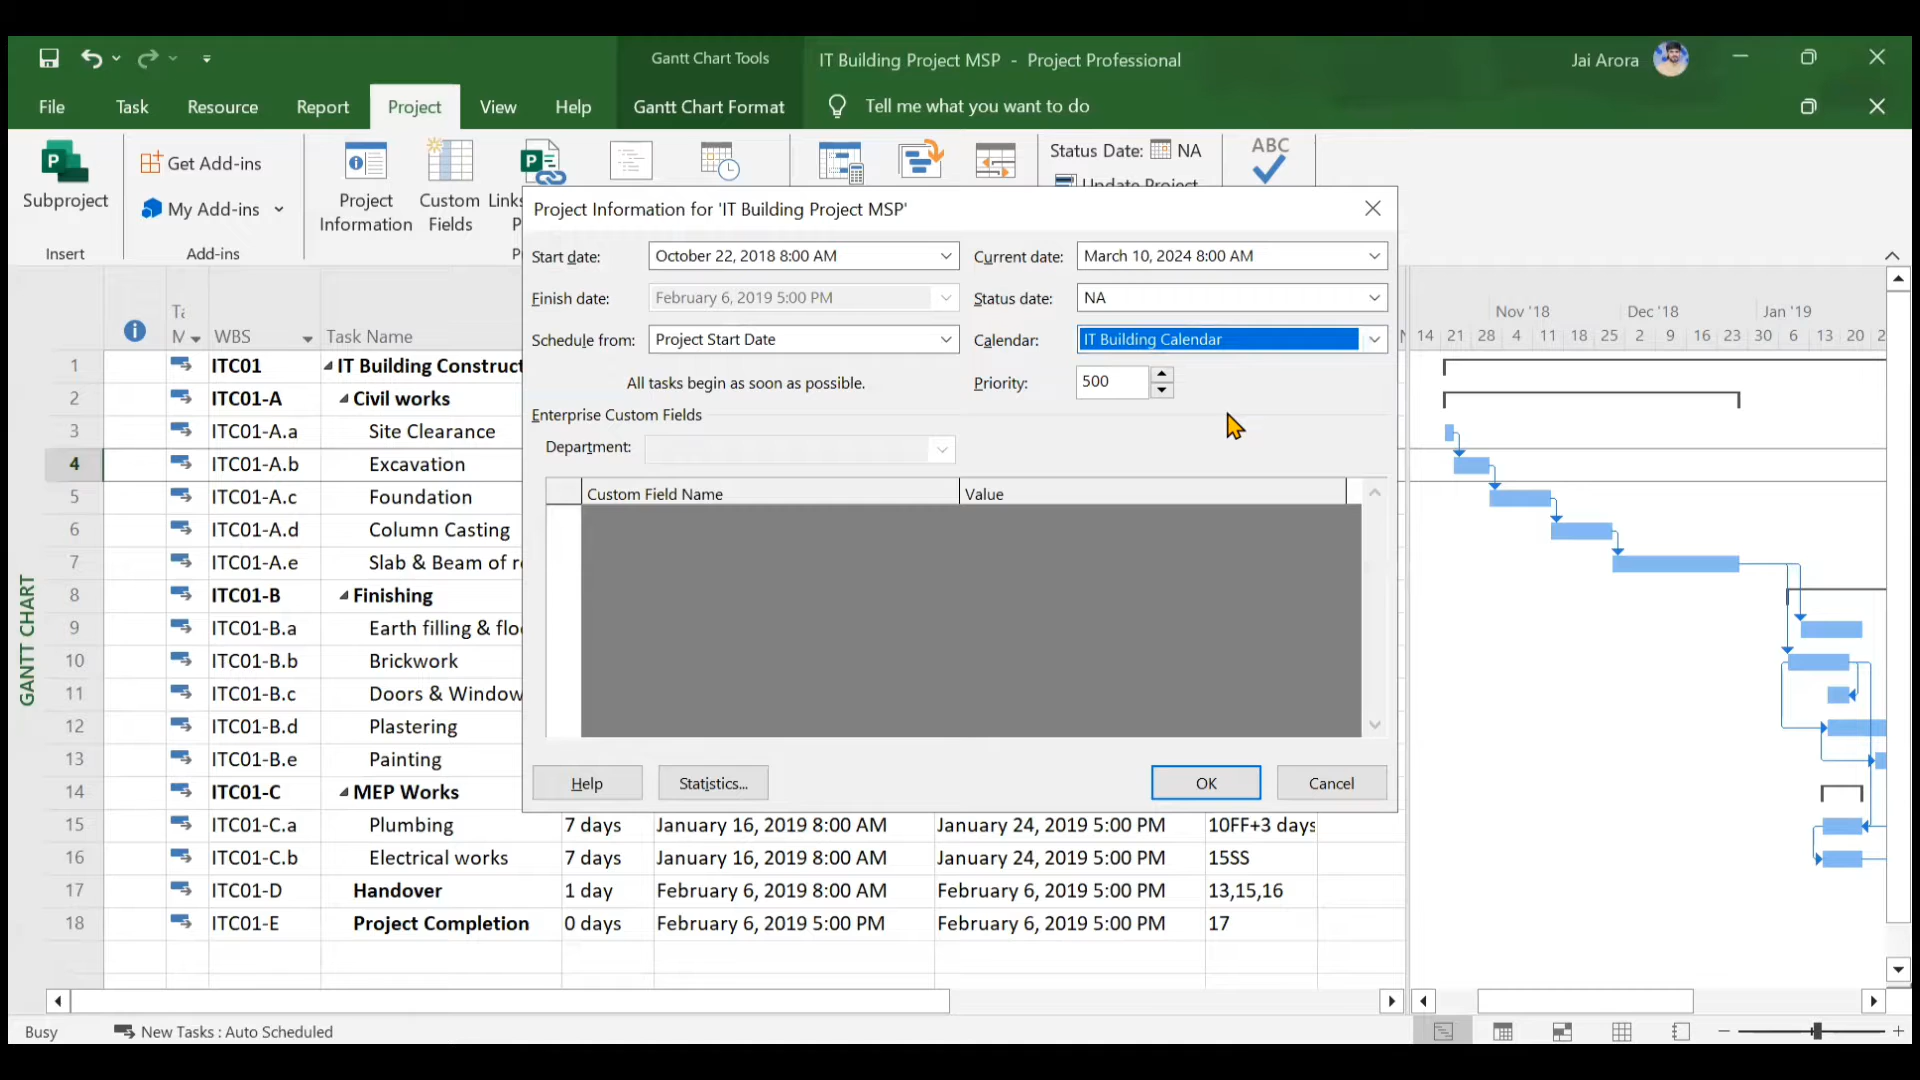 Gantt Chart Tools
IT Building Project MSP - Project Professional
Jai Arora
File Task Resource Report Project View Help Gantt Chart Format Tell me what you want to do
Subproject
Get Add-ins
My Add-ins
Project Information
Custom Fields
Status Date: NA
Update Project
ABC
Insert
Add-ins
Project Information for 'IT Building Project MSP'
Start date: October 22, 2018 8:00 AM
Current date: March 10, 2024 8:00 AM
Finish date: February 6, 2019 5:00 PM
Status date: NA
Schedule from: Project Start Date
Calendar: IT Building Calendar
All tasks begin as soon as possible.
Priority: 500
Enterprise Custom Fields
Department:
Custom Field Name Value
Help Statistics... OK Cancel
WBS Task Name
Nov '18 Dec '18 Jan '19
14 21 28 4 11 18 25 2 9 16 23 30 6 13 20 2
1 ITC01 IT Building Construct
2 ITC01-A Civil works
3 ITC01-A.a Site Clearance
4 ITC01-A.b Excavation
5 ITC01-A.c Foundation
6 ITC01-A.d Column Casting
7 ITC01-A.e Slab & Beam of r
8 ITC01-B Finishing
9 ITC01-B.a Earth filling & flo
10 ITC01-B.b Brickwork
11 ITC01-B.c Doors & Window
12 ITC01-B.d Plastering
13 ITC01-B.e Painting
14 ITC01-C MEP Works
15 ITC01-C.a Plumbing 7 days January 16, 2019 8:00 AM January 24, 2019 5:00 PM 10FF+3 days
16 ITC01-C.b Electrical works 7 days January 16, 2019 8:00 AM January 24, 2019 5:00 PM 15SS
17 ITC01-D Handover 1 day February 6, 2019 8:00 AM February 6, 2019 5:00 PM 13,15,16
18 ITC01-E Project Completion 0 days February 6, 2019 5:00 PM February 6, 2019 5:00 PM 17
GANTT CHART
Busy New Tasks : Auto Scheduled